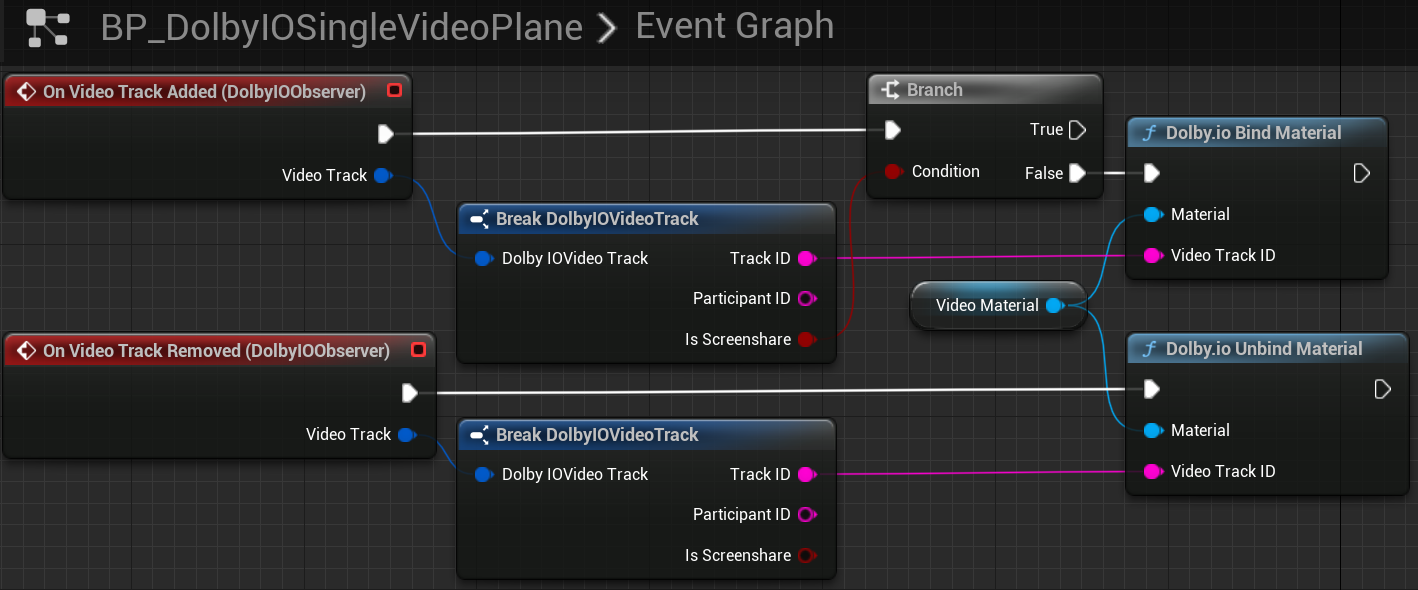 BP_DolbyIOSingleVideoPlane > Event Graph
On Video Track Added (DolbyIOObserver)
Video Track
Break DolbyIOVideoTrack
Dolby IOVideo Track
Track ID
Participant ID
Is Screenshare
Branch
True
Condition
False
Dolby.io Bind Material
Material
Video Track ID
Video Material
On Video Track Removed (DolbyIOObserver)
Video Track
Break DolbyIOVideoTrack
Dolby IOVideo Track
Track ID
Participant ID
Is Screenshare
Dolby.io Unbind Material
Material
Video Track ID